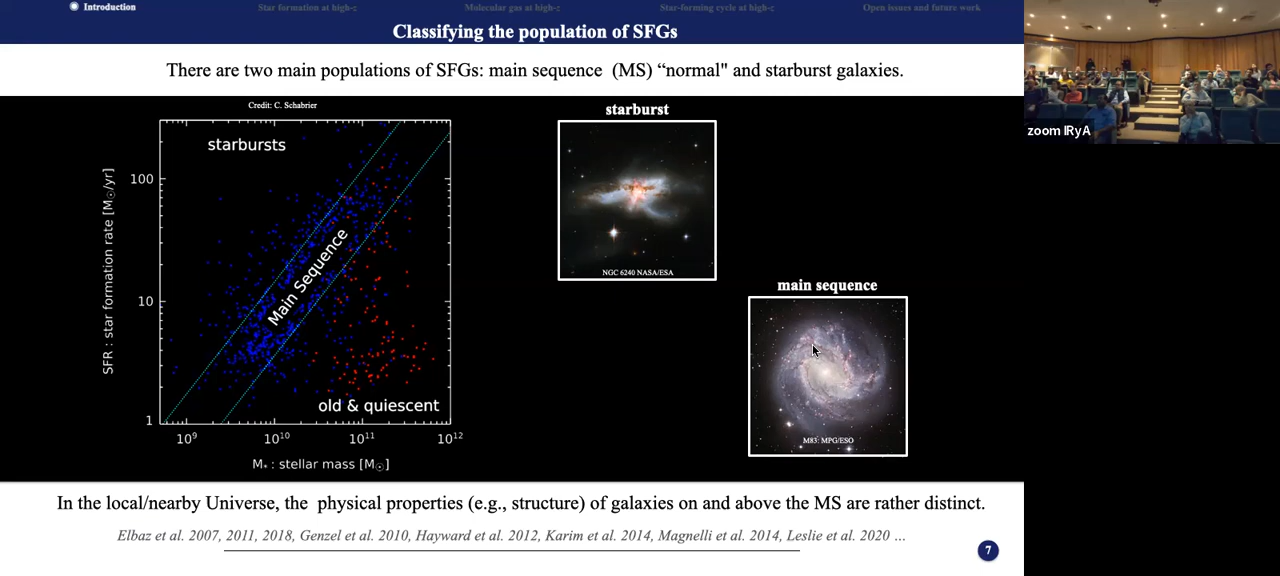 Introduction
Star formation at high-z
Molecular gas at high-z
Star-forming cycle at high-z
Open issues and future work
Classifying the population of SFGs
There are two main populations of SFGs: main sequence  (MS) “normal" and starburst galaxies.
Credit: C. Schabrier
starbursts
Main Sequence
old & quiescent
SFR : star formation rate [M☉/yr]
100
10
1
10⁹
10¹⁰
10¹¹
10¹²
M* : stellar mass [M☉]
starburst
NGC 6240 NASA/ESA
main sequence
M83: MPG/ESO
In the local/nearby Universe, the  physical properties (e.g., structure) of galaxies on and above the MS are rather distinct.
Elbaz et al. 2007, 2011, 2018, Genzel et al. 2010, Hayward et al. 2012, Karim et al. 2014, Magnelli et al. 2014, Leslie et al. 2020 ...
7
zoom IRyA